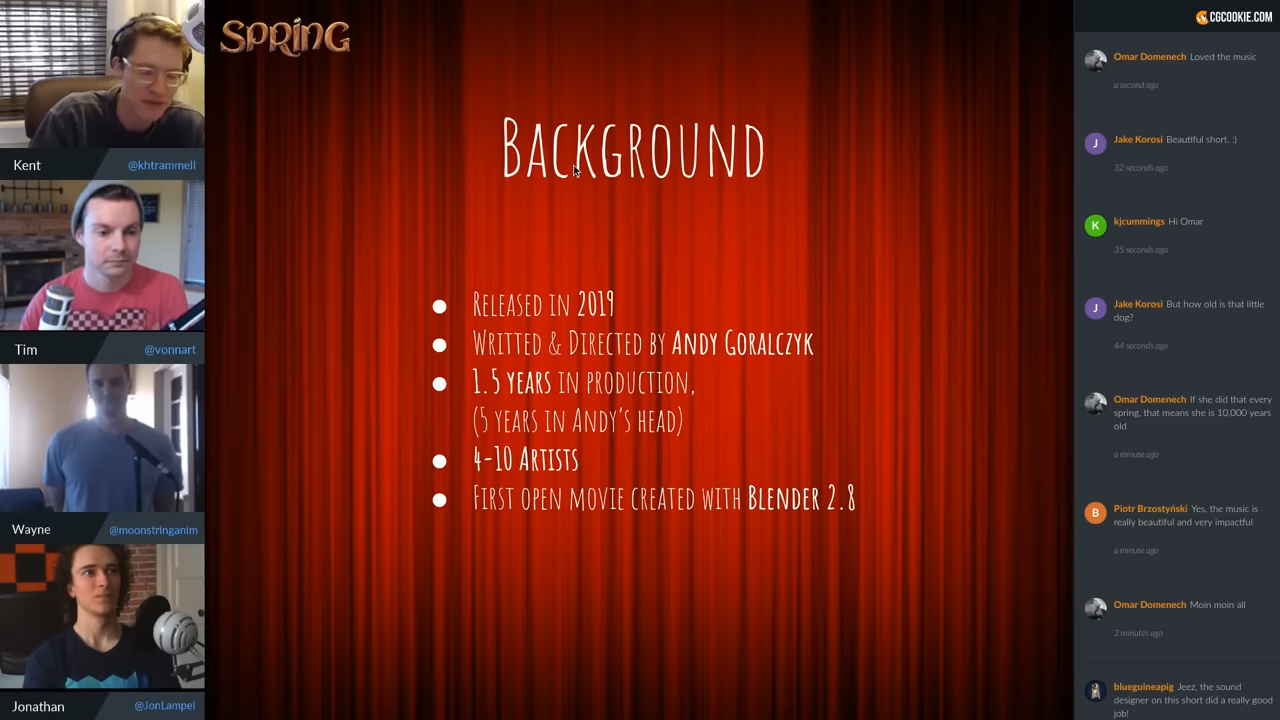 Kent
@khtrammell
Tim
@vonnart
Wayne
@moonstringanim
Jonathan
@JonLampel
SPRING
BACKGROUND
● RELEASED IN 2019
● WRITTED & DIRECTED BY ANDY GORALCZYK
● 1.5 YEARS IN PRODUCTION,
(5 YEARS IN ANDY'S HEAD)
● 4-10 ARTISTS
● FIRST OPEN MOVIE CREATED WITH BLENDER 2.8
CGCOOKIE.COM
Omar Domenech Loved the music
a second ago
J
Jake Korosi Beautiful short. :)
32 seconds ago
K
kjcummings Hi Omar
35 seconds ago
J
Jake Korosi But how old is that little
dog?
44 seconds ago
Omar Domenech If she did that every
spring, that means she is 10,000 years
old
a minute ago
B
Piotr Brzostyński Yes, the music is
really beautiful and very impactful
a minute ago
Omar Domenech Moin moin all
2 minutes ago
blueguineapig Jeez, the sound
designer on this short did a really good
job!